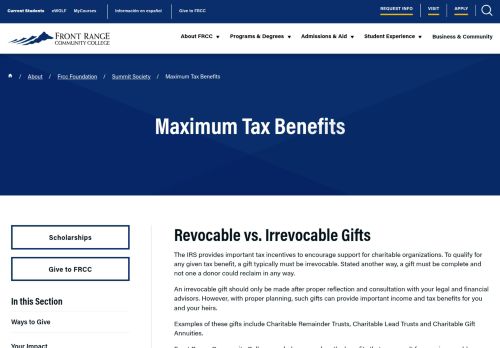 Current Students eWOLF MyCourses Información en español Give to FRCC REQUEST INFO VISIT APPLY
FRONT RANGE
COMMUNITY COLLEGE
About FRCC Programs & Degrees Admissions & Aid Student Experience Business & Community
/ About / Frcc Foundation / Summit Society / Maximum Tax Benefits
Maximum Tax Benefits
Scholarships
Give to FRCC
In this Section
Ways to Give
Your Impact
Revocable vs. Irrevocable Gifts
The IRS provides important tax incentives to encourage support for charitable organizations. To qualify for
any given tax benefit, a gift typically must be irrevocable. Stated another way, a gift must be complete and
not one a donor could reclaim in any way.
An irrevocable gift should only be made after proper reflection and consultation with your legal and financial
advisors. However, with proper planning, such gifts can provide important income and tax benefits for you
and your heirs.
Examples of these gifts include Charitable Remainder Trusts, Charitable Lead Trusts and Charitable Gift
Annuities.